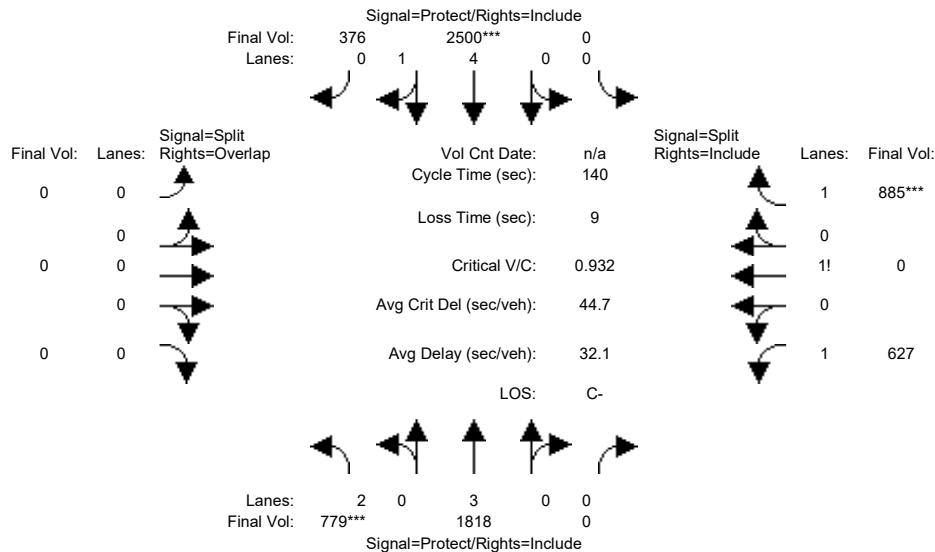 Signal=Protect/Rights=Include
Final Vol: 376 2500*** 0
Lanes: 0 1 4 0 0
Signal=Split
Final Vol: Lanes: Rights=Overlap
Vol Cnt Date: n/a
Signal=Split
Rights=Include Lanes: Final Vol:
Cycle Time (sec): 140
0 0
1 885***
Loss Time (sec): 9
0
0
0 0
Critical V/C: 0.932
1! 0
0
Avg Crit Del (sec/veh): 44.7
0
0 0
Avg Delay (sec/veh): 32.1
1 627
LOS: C-
Lanes: 2 0 3 0 0
Final Vol: 779*** 1818 0
Signal=Protect/Rights=Include